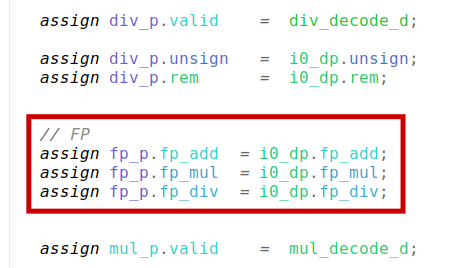 assign div_p.valid    =  div_decode_d;
assign div_p.unsign   =  i0_dp.unsign;
assign div_p.rem      =  i0_dp.rem;
// FP
assign fp_p.fp_add  = i0_dp.fp_add;
assign fp_p.fp_mul  = i0_dp.fp_mul;
assign fp_p.fp_div  = i0_dp.fp_div;
assign mul_p.valid    =  mul_decode_d;